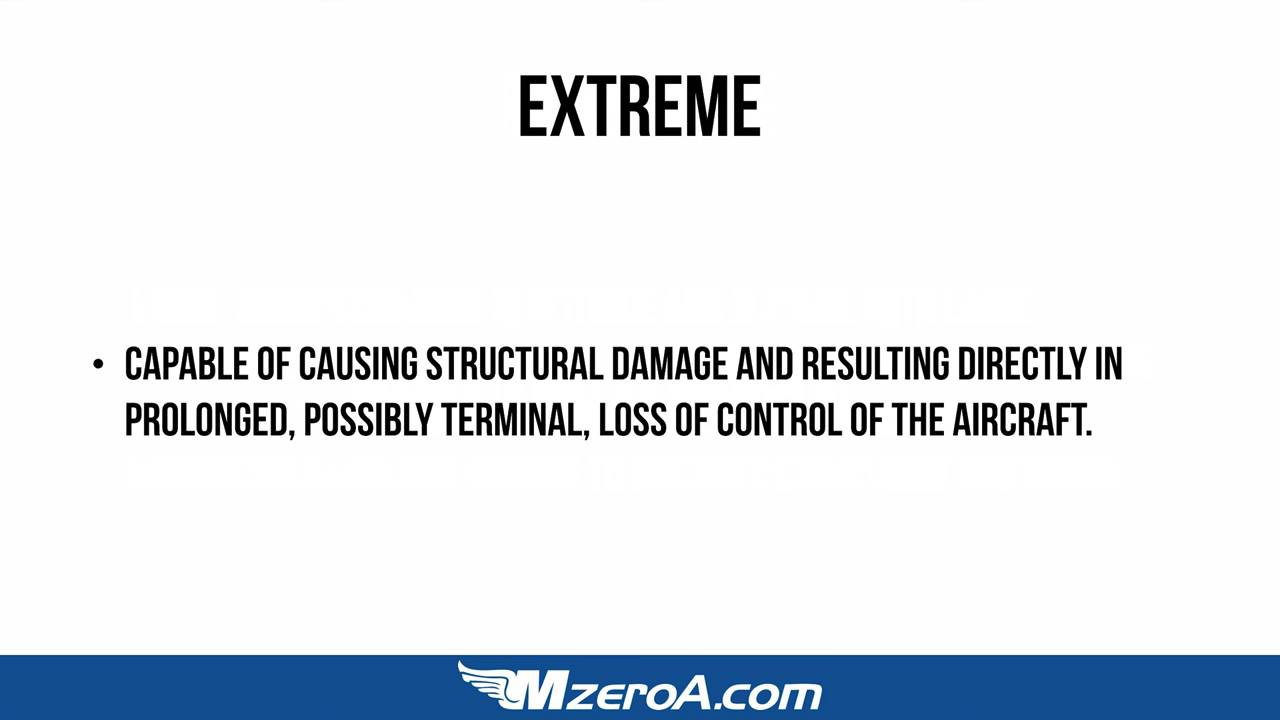 EXTREME
• CAPABLE OF CAUSING STRUCTURAL DAMAGE AND RESULTING DIRECTLY IN
PROLONGED, POSSIBLY TERMINAL, LOSS OF CONTROL OF THE AIRCRAFT.
MzeroA.com